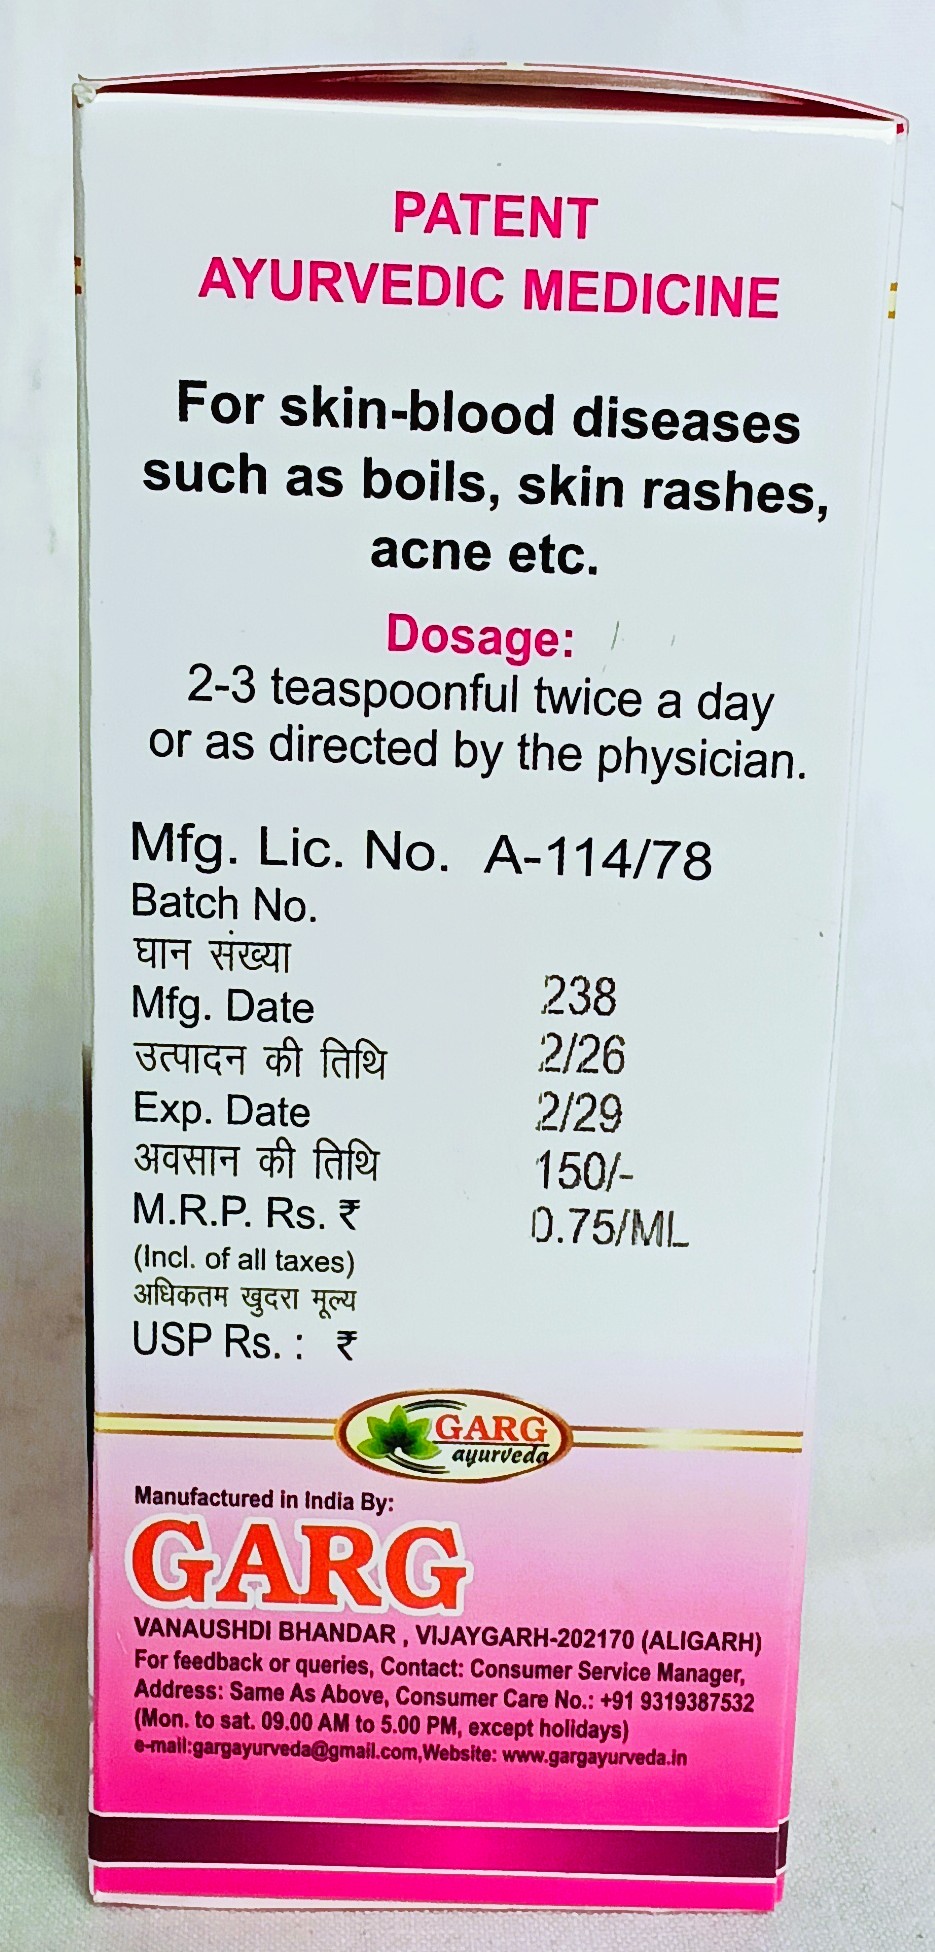 PATENT
AYURVEDIC MEDICINE
For skin-blood diseases
such as boils, skin rashes,
acne etc.
Dosage:
2-3 teaspoonful twice a day
or as directed by the physician.
Mfg. Lic. No. A-114/78
Batch No.
घान संख्या
238
Mfg. Date
उत्पादन की तिथि
2/26
Exp. Date
2/29
अवसान की तिथि
150/-
M.R.P. Rs. ₹
0.75/ML
(Incl. of all taxes)
अधिकतम खुदरा मूल्य
USP Rs. : ₹
GARG
ayurveda
Manufactured in India By:
GARG
VANAUSHDI BHANDAR , VIJAYGARH-202170 (ALIGARH)
For feedback or queries, Contact: Consumer Service Manager,
Address: Same As Above, Consumer Care No.: +91 9319387532
(Mon. to sat. 09.00 AM to 5.00 PM, except holidays)
e-mail:gargayurveda@gmail.com,Website: www.gargayurveda.in